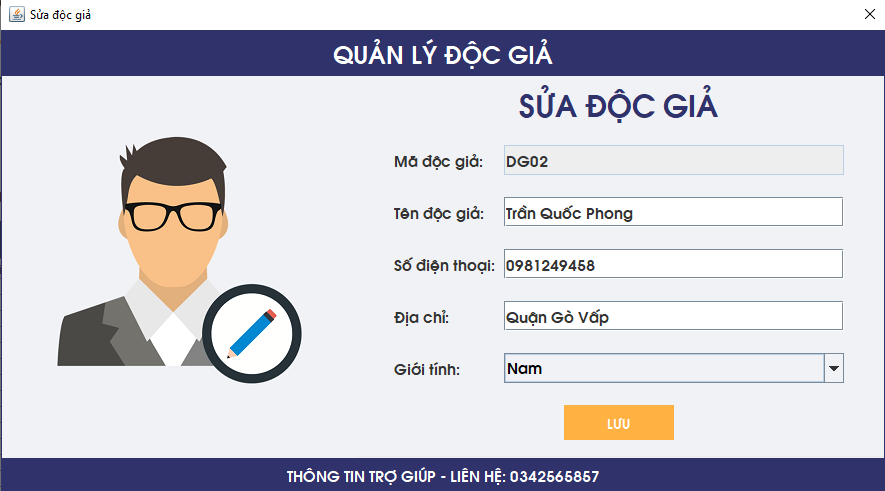 Sửa độc giả
QUẢN LÝ ĐỘC GIẢ
SỬA ĐỘC GIẢ
Mã độc giả: DG02
Tên độc giả: Trần Quốc Phong
Số điện thoại: 0981249458
Địa chỉ: Quận Gò Vấp
Giới tính: Nam
LƯU
THÔNG TIN TRỢ GIÚP - LIÊN HỆ: 0342565857